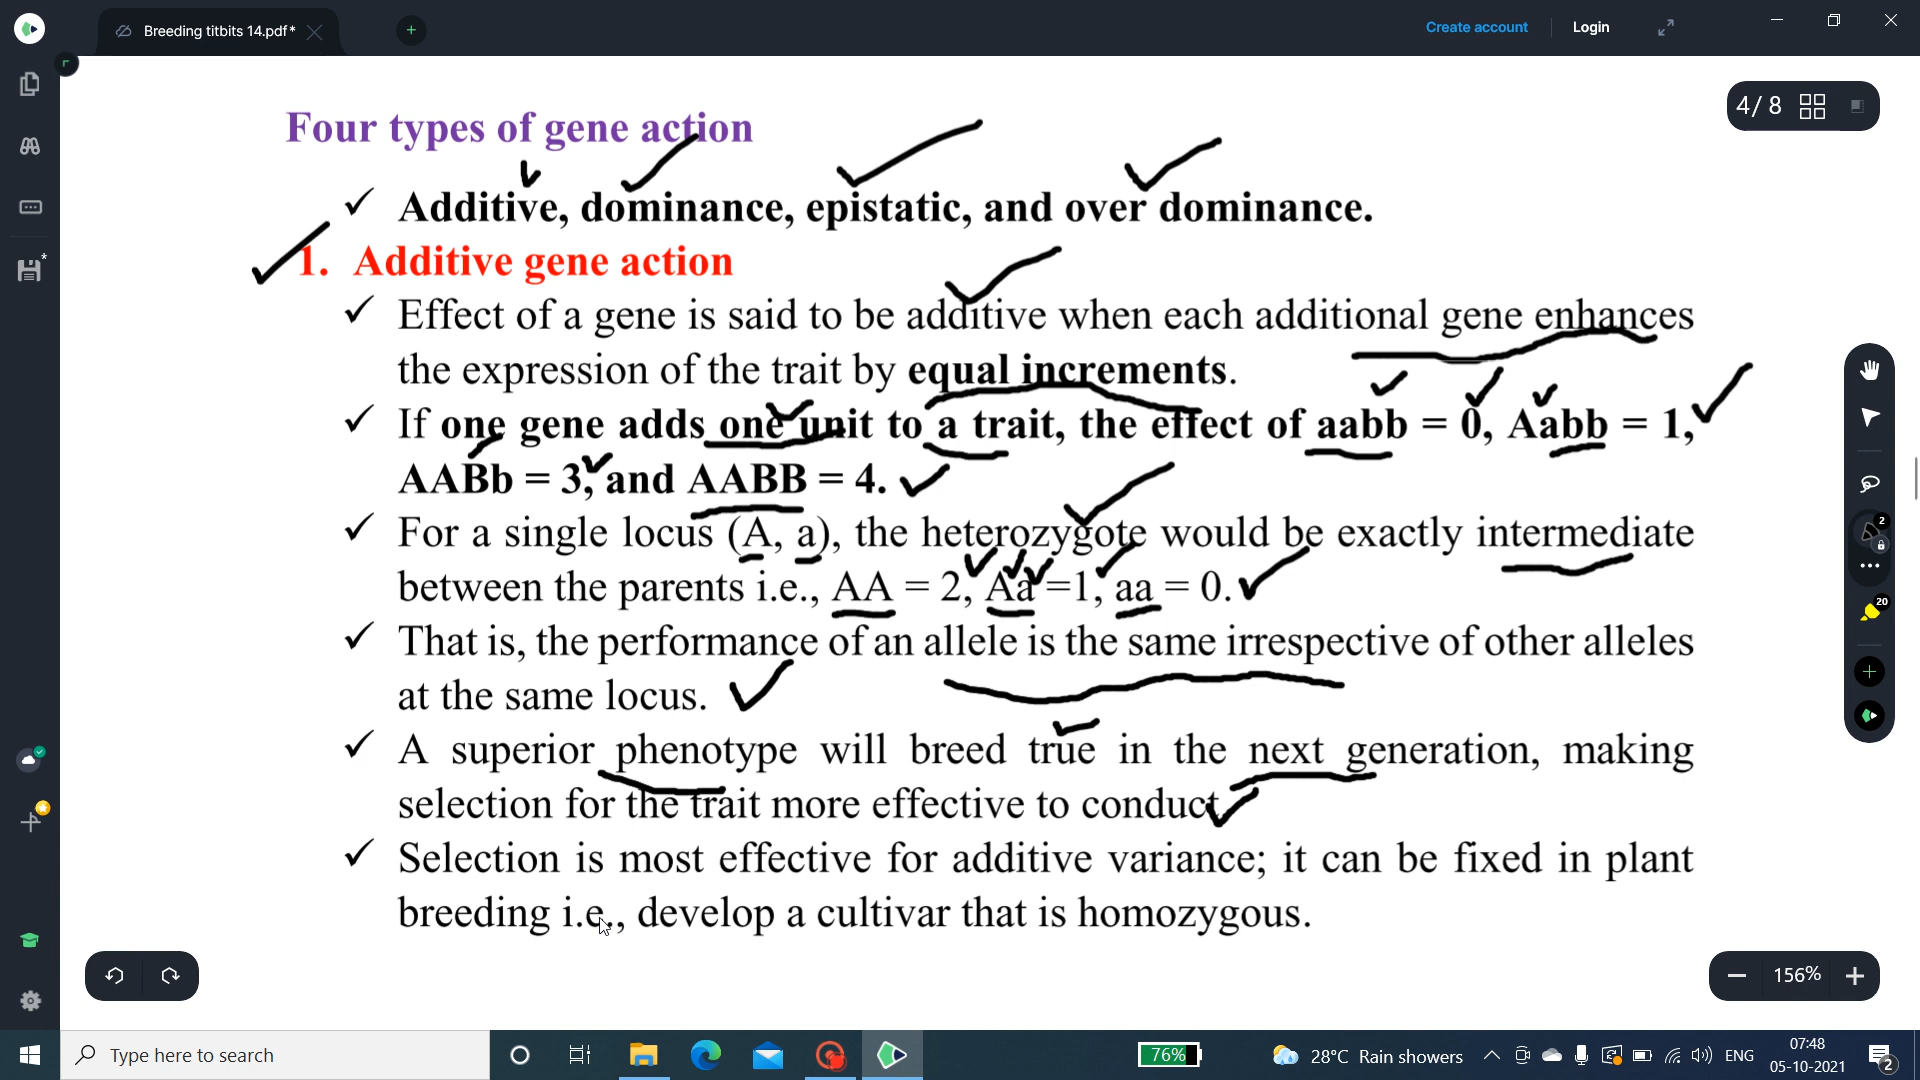 Breeding titbits 14.pdf*
Create account
Login
4/ 8
Four types of gene action
✓ Additive, dominance, epistatic, and over dominance.
1. Additive gene action
✓ Effect of a gene is said to be additive when each additional gene enhances
the expression of the trait by equal increments.
✓ If one gene adds one unit to a trait, the effect of aabb = 0, Aabb = 1,
AABb = 3, and AABB = 4.
✓ For a single locus (A, a), the heterozygote would be exactly intermediate
between the parents i.e., AA = 2, Aa =1, aa = 0.
✓ That is, the performance of an allele is the same irrespective of other alleles
at the same locus.
✓ A superior phenotype will breed true in the next generation, making
selection for the trait more effective to conduct.
✓ Selection is most effective for additive variance; it can be fixed in plant
breeding i.e., develop a cultivar that is homozygous.
2
20
156%
Type here to search
76%
28°C Rain showers
ENG
07:48
05-10-2021
2